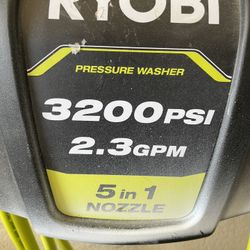 RYOBI
PRESSURE WASHER
3200PSI
2.3GPM
5 in 1
NOZZLE